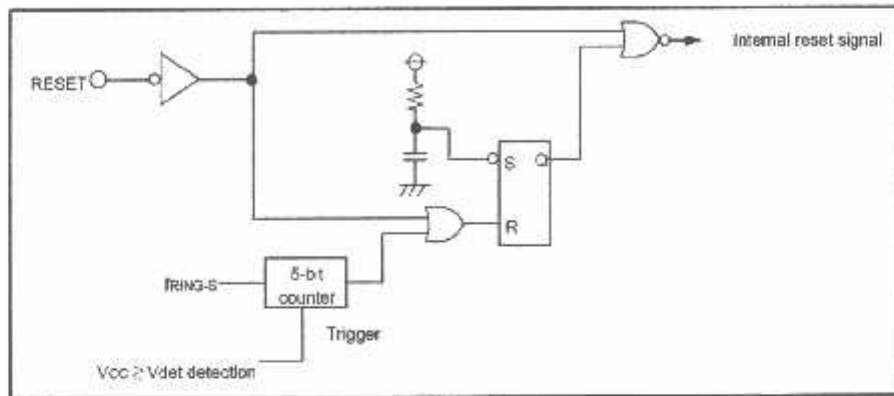 Internal reset signal
RESET
S
Q
R
fRING-S
5-bit
counter
Trigger
VCC ≥ Vdet detection